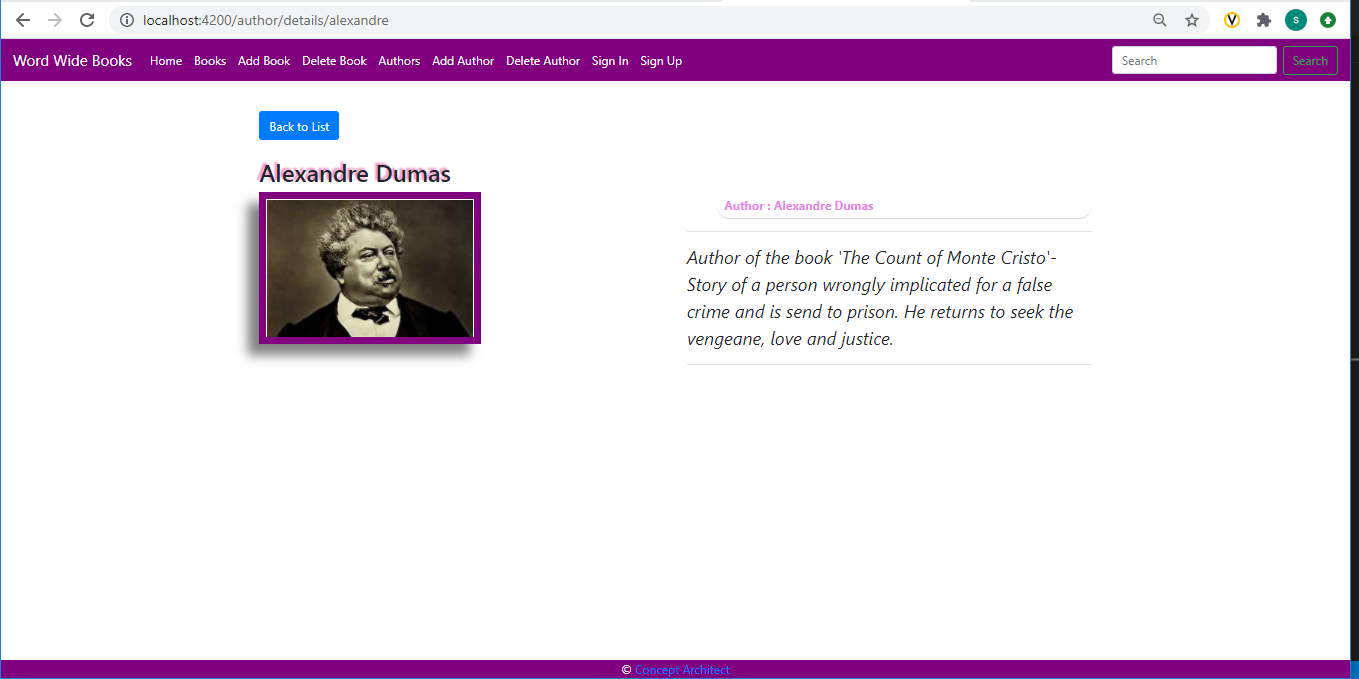 localhost:4200/author/details/alexandre
V
S
Word Wide Books Home Books Add Book Delete Book Authors Add Author Delete Author Sign In Sign Up Search Search
Back to List
Alexandre Dumas
Author : Alexandre Dumas
Author of the book 'The Count of Monte Cristo'-
Story of a person wrongly implicated for a false
crime and is send to prison. He returns to seek the
vengeane, love and justice.
© Concept Architect